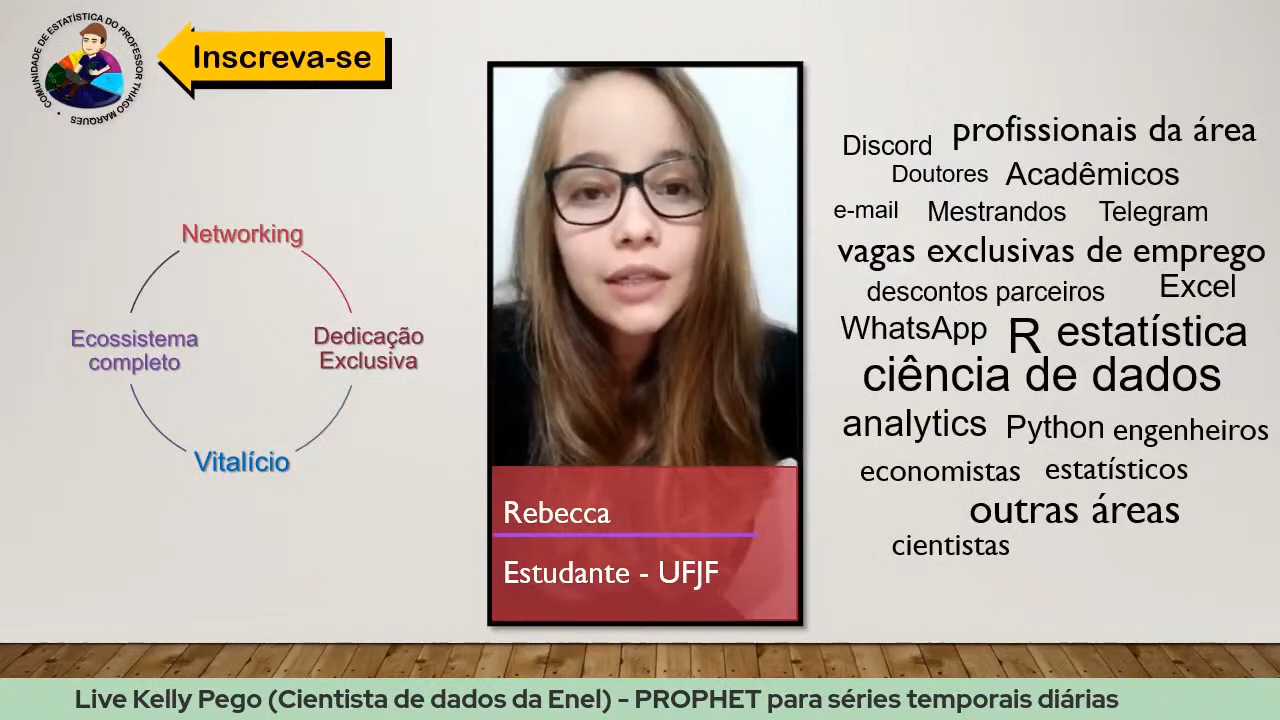 COMUNIDADE DE ESTATÍSTICA DO PROFESSOR THIAGO MARQUES
Inscreva-se
Networking
Ecossistema
completo
Dedicação
Exclusiva
Vitalício
Rebecca
Estudante - UFJF
Discord profissionais da área
Doutores Acadêmicos
e-mail Mestrandos Telegram
vagas exclusivas de emprego
descontos parceiros Excel
WhatsApp R estatística
ciência de dados
analytics Python engenheiros
economistas estatísticos
outras áreas
cientistas
Live Kelly Pego (Cientista de dados da Enel) - PROPHET para séries temporais diárias